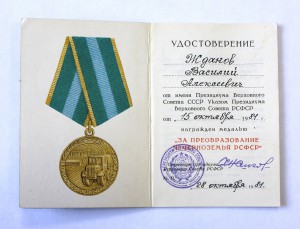 УДОСТОВЕРЕНИЕ
Жданов
Василий
Алексеевич
от имени Президиума Верховного
Совета СССР Указом Президиума
Верховного Совета РСФСР
от „15 октября 1981 г.
награжден медалью
„ЗА ПРЕОБРАЗОВАНИЕ
НЕЧЕРНОЗЕМЬЯ РСФСР"
28 октября 1981 г.